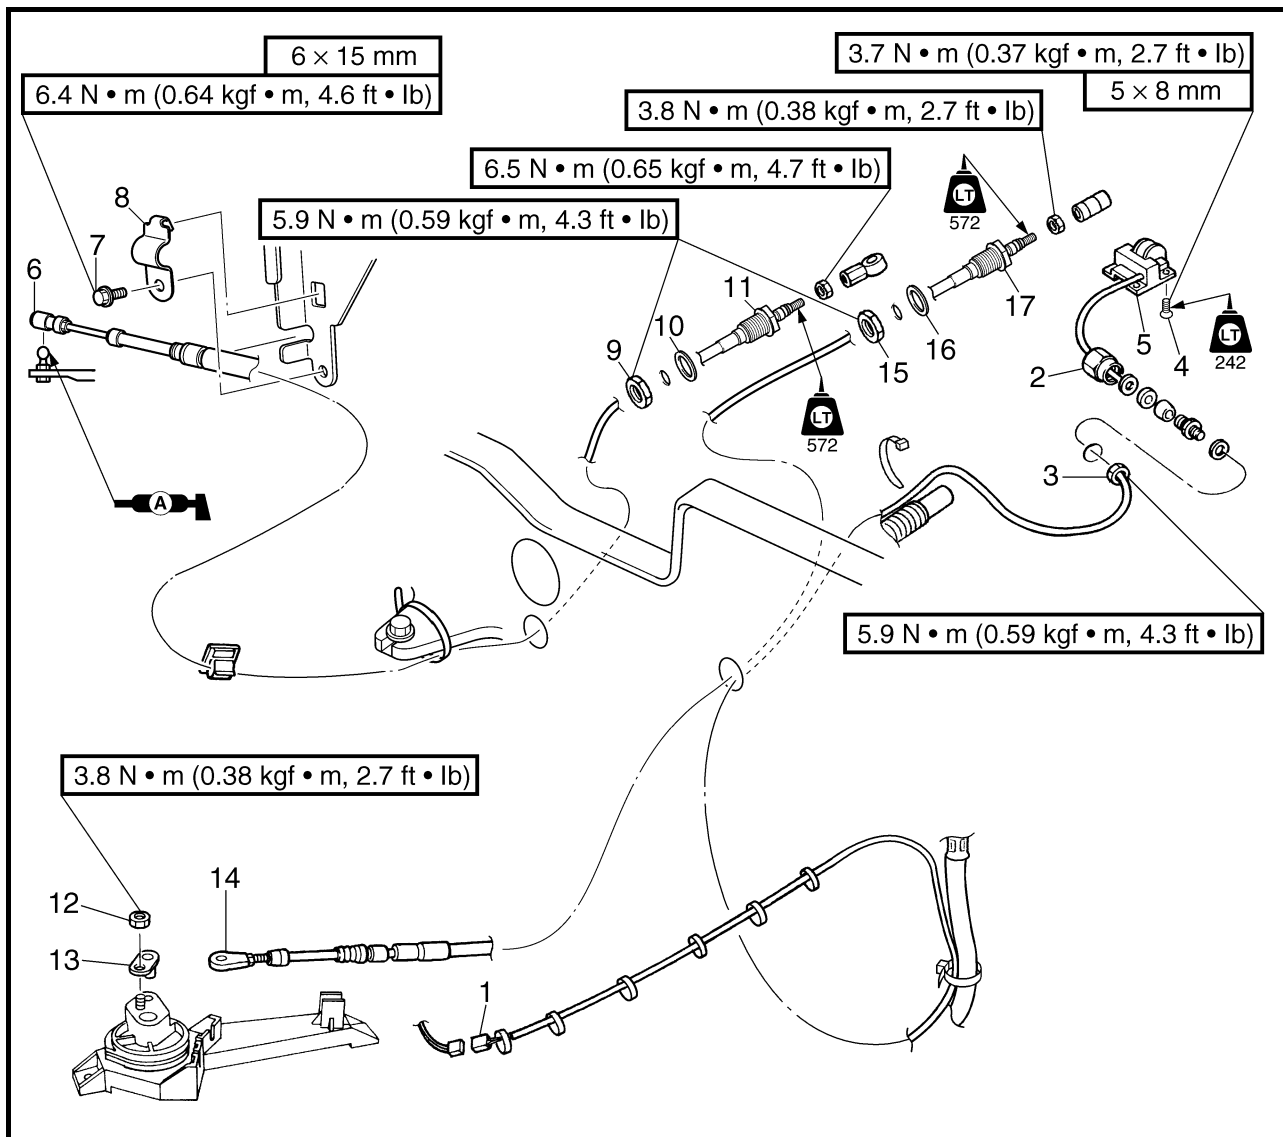 6 × 15 mm
6.4 N • m (0.64 kgf • m, 4.6 ft • lb)
3.7 N • m (0.37 kgf • m, 2.7 ft • lb)
5 × 8 mm
3.8 N • m (0.38 kgf • m, 2.7 ft • lb)
6.5 N • m (0.65 kgf • m, 4.7 ft • lb)
5.9 N • m (0.59 kgf • m, 4.3 ft • lb)
LT
572
8
7
6
11
17
10
9
16
15
5
4
LT
242
2
LT
572
3
A
5.9 N • m (0.59 kgf • m, 4.3 ft • lb)
3.8 N • m (0.38 kgf • m, 2.7 ft • lb)
14
12
13
1